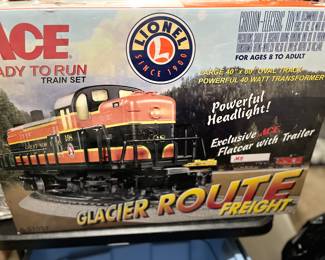 ACE
READY TO RUN
TRAIN SET
LIONEL
L
SINCE 1900
FOR AGES 8 TO ADULT
LARGE 40" x 60" OVAL TRACK
POWERFUL 40 WATT TRANSFORMER
Powerful
Headlight!
Exclusive ACE
Flatcar with Trailer
GLACIER ROUTE
FREIGHT